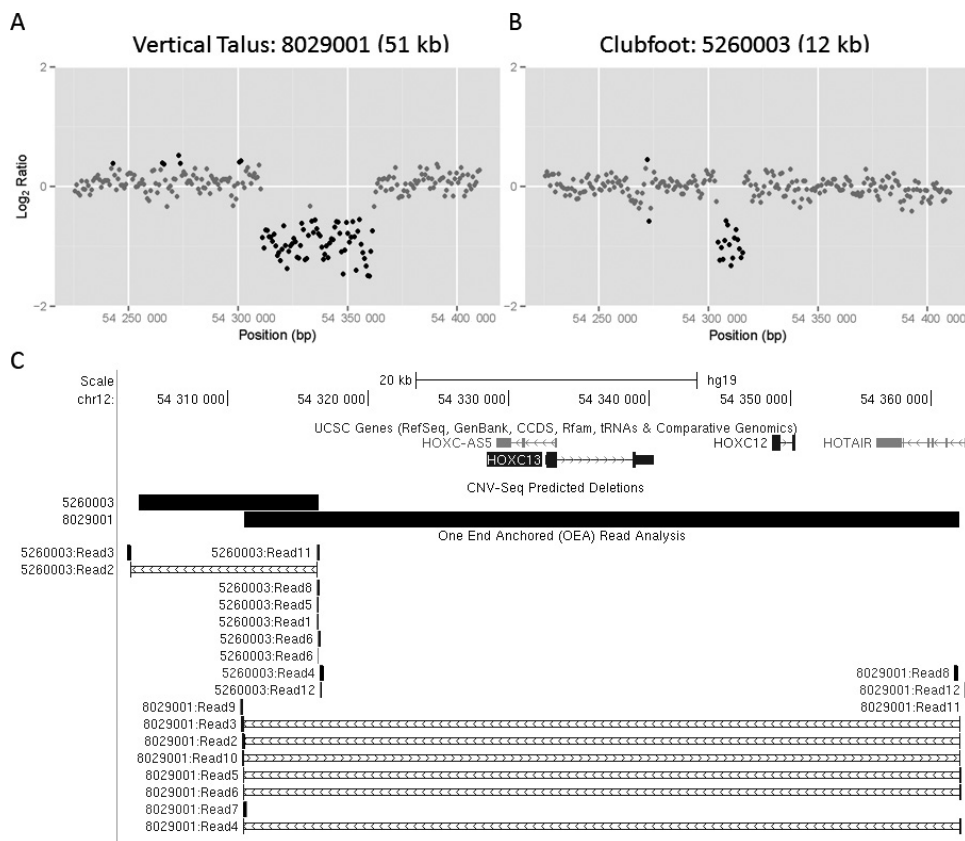 A
Vertical Talus: 8029001 (51 kb)
2
0
−2
Log2 Ratio
54 250 000
54 300 000
54 350 000
54 400 000
Position (bp)
B
Clubfoot: 5260003 (12 kb)
2
0
−2
54 250 000
54 300 000
54 350 000
54 400 000
Position (bp)
C
Scale
20 kb
hg19
chr12:
54 310 000
54 320 000
54 330 000
54 340 000
54 350 000
54 360 000
UCSC Genes (RefSeq, GenBank, CCDS, Rfam, tRNAs & Comparative Genomics)
HOXC-AS5
HOXC12
HOTAIR
HOXC13
CNV-Seq Predicted Deletions
5260003
8029001
One End Anchored (OEA) Read Analysis
5260003:Read3
5260003:Read11
5260003:Read2
5260003:Read8
5260003:Read5
5260003:Read1
5260003:Read6
5260003:Read6
5260003:Read4
8029001:Read8
5260003:Read12
8029001:Read12
8029001:Read9
8029001:Read11
8029001:Read3
8029001:Read2
8029001:Read10
8029001:Read5
8029001:Read6
8029001:Read7
8029001:Read4